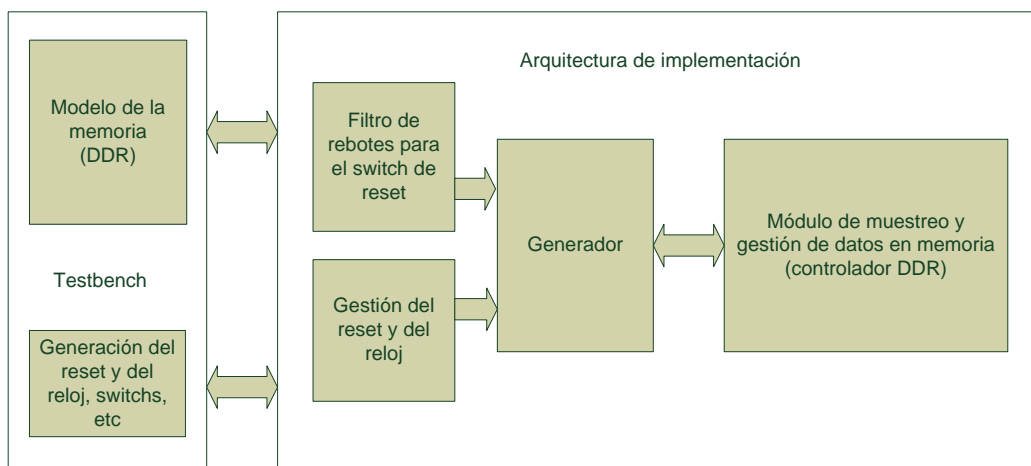 Modelo de la
memoria
(DDR)
Testbench
Generación del
reset y del
reloj, switchs,
etc
Arquitectura de implementación
Filtro de
rebotes para
el switch de
reset
Gestión del
reset y del
reloj
Generador
Módulo de muestreo y
gestión de datos en memoria
(controlador DDR)